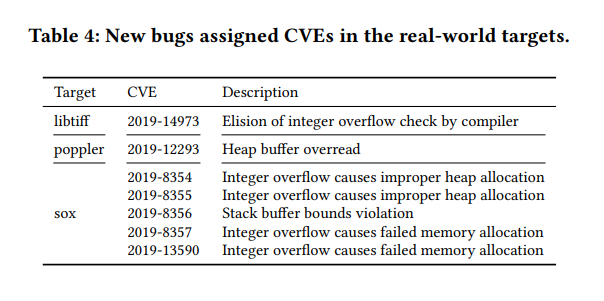 Table 4: New bugs assigned CVEs in the real-world targets.
Target CVE Description
libtiff 2019-14973 Elision of integer overflow check by compiler
poppler 2019-12293 Heap buffer overread
2019-8354 Integer overflow causes improper heap allocation
2019-8355 Integer overflow causes improper heap allocation
sox 2019-8356 Stack buffer bounds violation
2019-8357 Integer overflow causes failed memory allocation
2019-13590 Integer overflow causes failed memory allocation